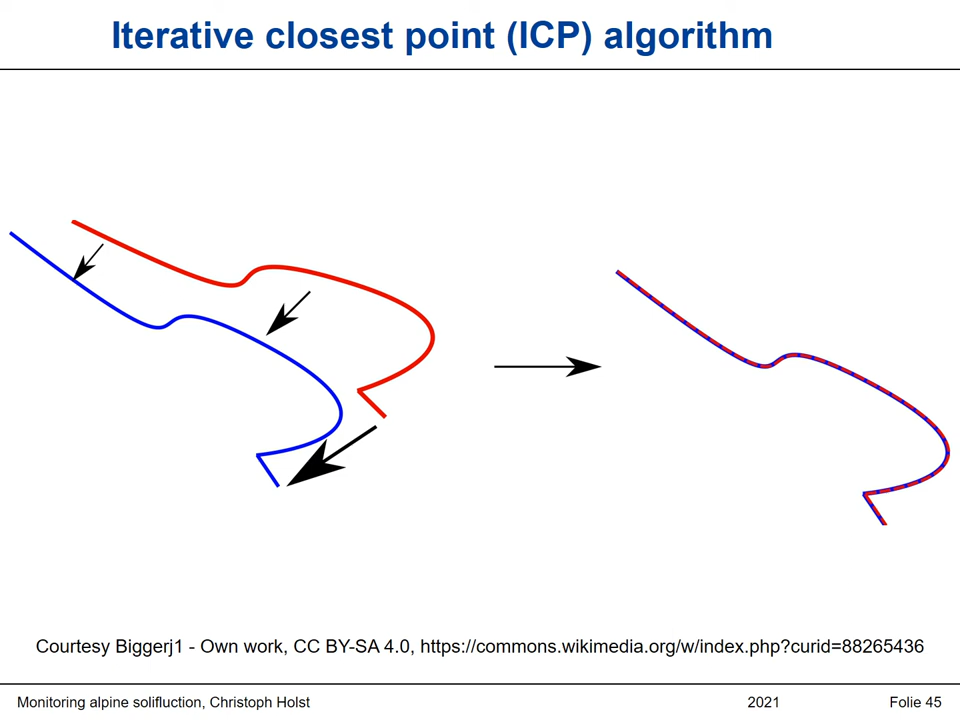 Iterative closest point (ICP) algorithm
Courtesy Biggerj1 - Own work, CC BY-SA 4.0, https://commons.wikimedia.org/w/index.php?curid=88265436
Monitoring alpine solifluction, Christoph Holst
2021
Folie 45